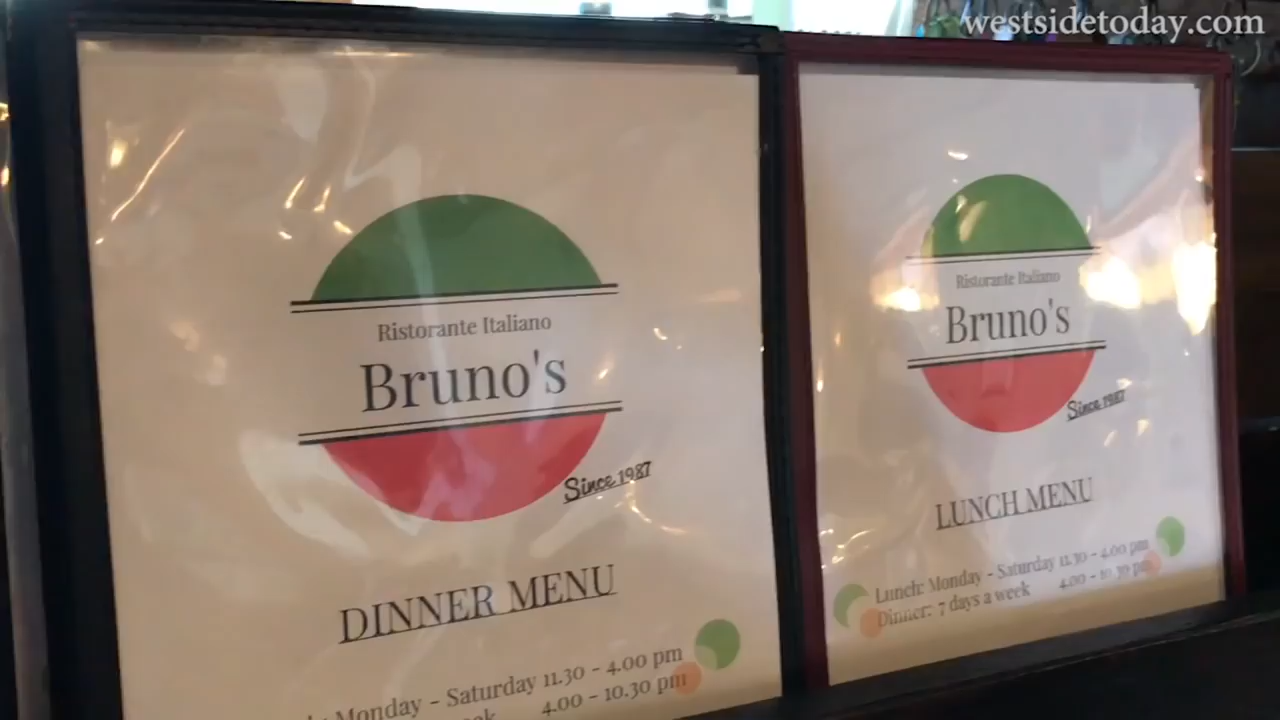 westsidetoday.com
Ristorante Italiano
Bruno's
Since 1987
DINNER MENU
Monday - Saturday 11.30 - 4.00 pm
4.00 - 10.30 pm
Ristorante Italiano
Bruno's
Since 1987
LUNCH MENU
Lunch: Monday - Saturday 11.30 - 4.00 pm
Dinner: 7 days a week 4.00 - 10.30 pm